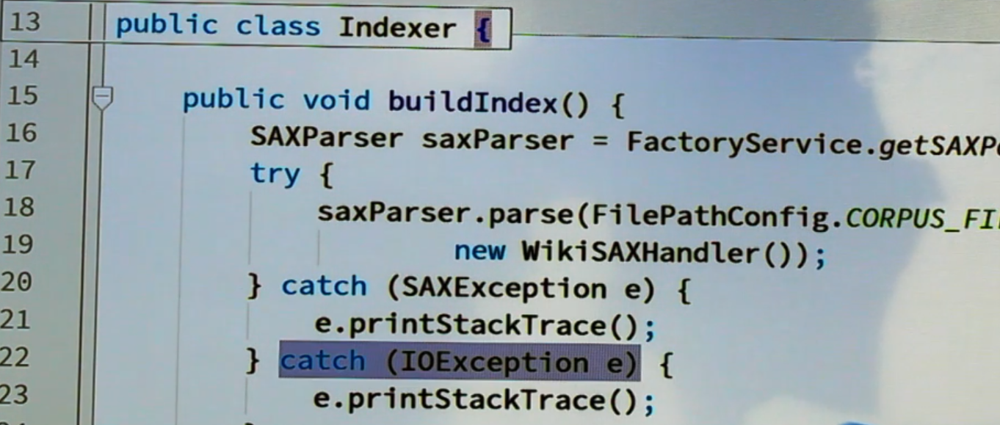 13 public class Indexer {
14
15 public void buildIndex() {
16 SAXParser saxParser = FactoryService.getSAXP
17 try {
18 saxParser.parse(FilePathConfig.CORPUS_FI
19 new WikiSAXHandler());
20 } catch (SAXException e) {
21 e.printStackTrace();
22 } catch (IOException e) {
23 e.printStackTrace();